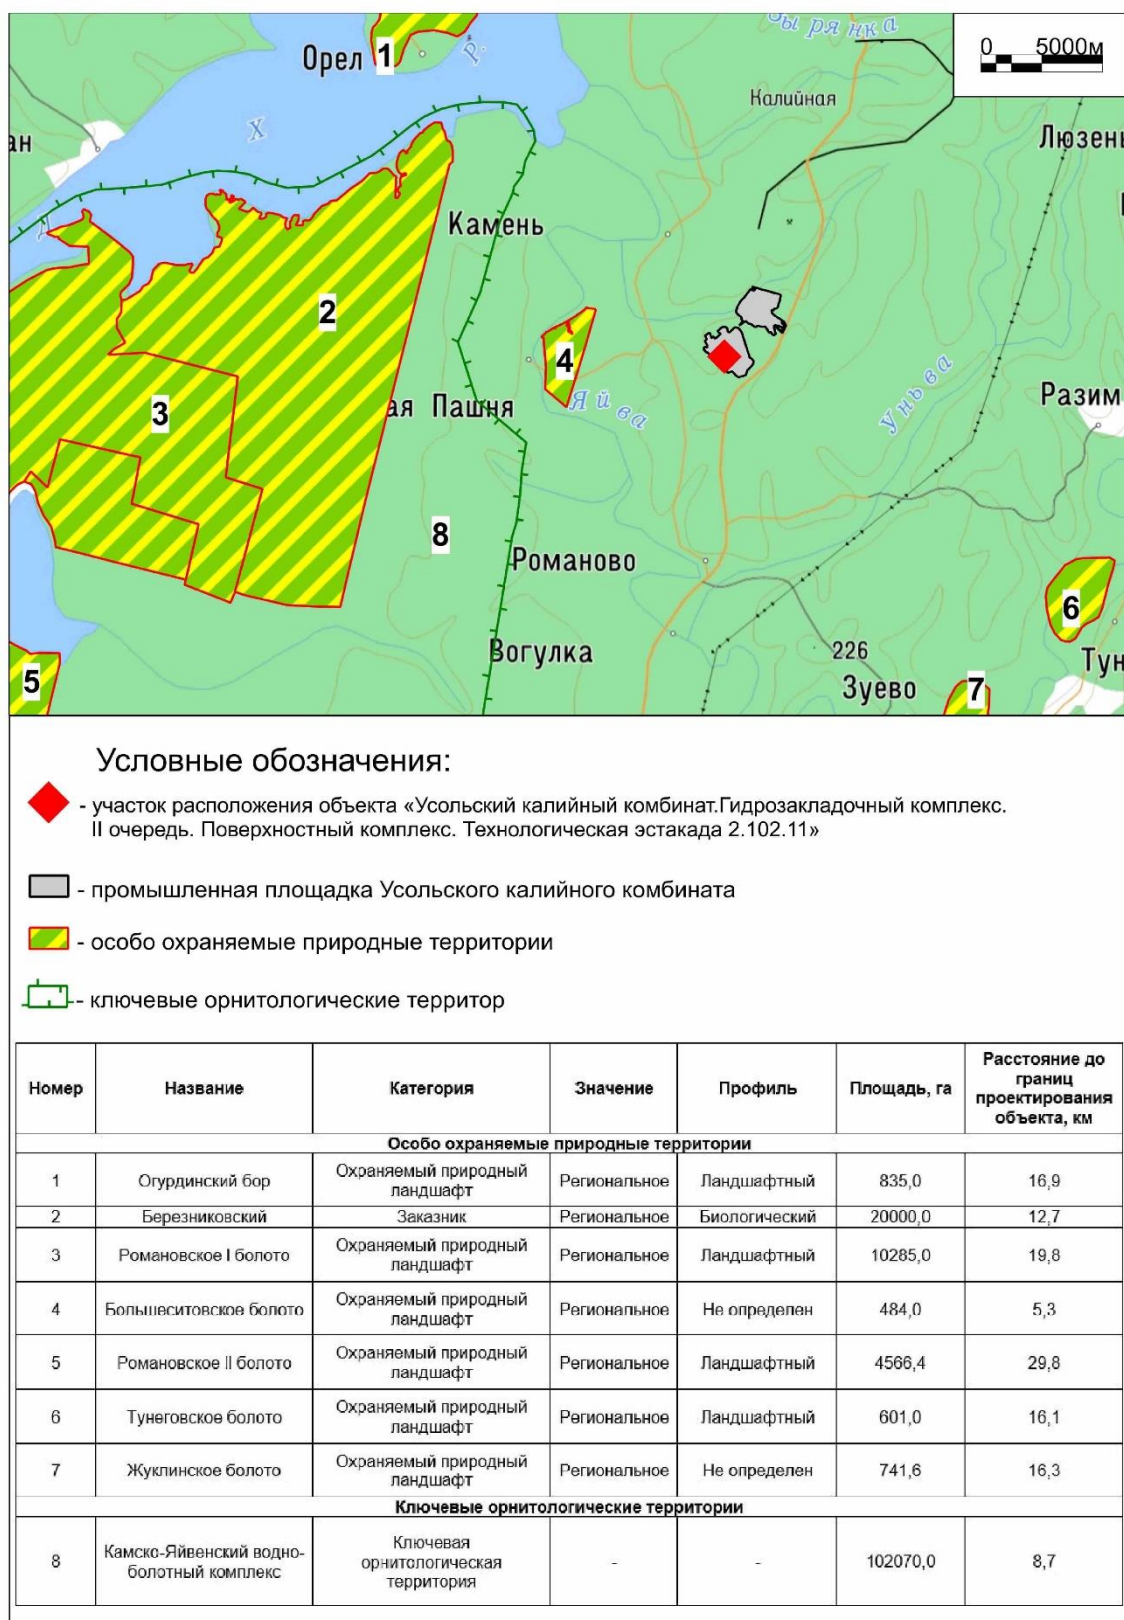 Орел
1
Р.
Зырянка
0 5000м
Калийная
Люзень
ан
Х
Камень
2
4
3
ая Пашня
Яйва
Уньва
Разим
8
Романово
6
Вогулка
226
Тун
5
Зуево
7
Условные обозначения:
- участок расположения объекта «Усольский калийный комбинат.Гидрозакладочный комплекс.
II очередь. Поверхностный комплекс. Технологическая эстакада 2.102.11»
- промышленная площадка Усольского калийного комбината
- особо охраняемые природные территории
- ключевые орнитологические территор
Номер Название Категория Значение Профиль Площадь, га Расстояние до границ проектирования объекта, км
Особо охраняемые природные территории
1 Огурдинский бор Охраняемый природный ландшафт Региональное Ландшафтный 835,0 16,9
2 Березниковский Заказник Региональное Биологический 20000,0 12,7
3 Романовское I болото Охраняемый природный ландшафт Региональное Ландшафтный 10285,0 19,8
4 Большеситовское болото Охраняемый природный ландшафт Региональное Не определен 484,0 5,3
5 Романовское II болото Охраняемый природный ландшафт Региональное Ландшафтный 4566,4 29,8
6 Тунеговское болото Охраняемый природный ландшафт Региональное Ландшафтный 601,0 16,1
7 Жуклинское болото Охраняемый природный ландшафт Региональное Не определен 741,6 16,3
Ключевые орнитологические территории
8 Камско-Яйвенский водно-болотный комплекс Ключевая орнитологическая территория - - 102070,0 8,7